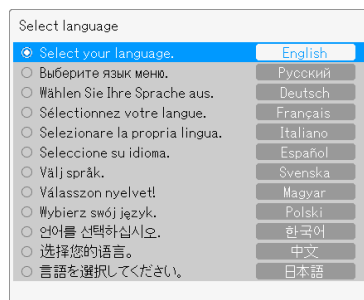 Select language
Select your language. English
Выберите язык меню. Русский
Wählen Sie Ihre Sprache aus. Deutsch
Sélectionnez votre langue. Français
Selezionare la propria lingua. Italiano
Seleccione su idioma. Español
Välj språk. Svenska
Válasszon nyelvet! Magyar
Wybierz swój język. Polski
언어를 선택하십시오. 한국어
选择您的语言。 中文
言語を選択してください。 日本語